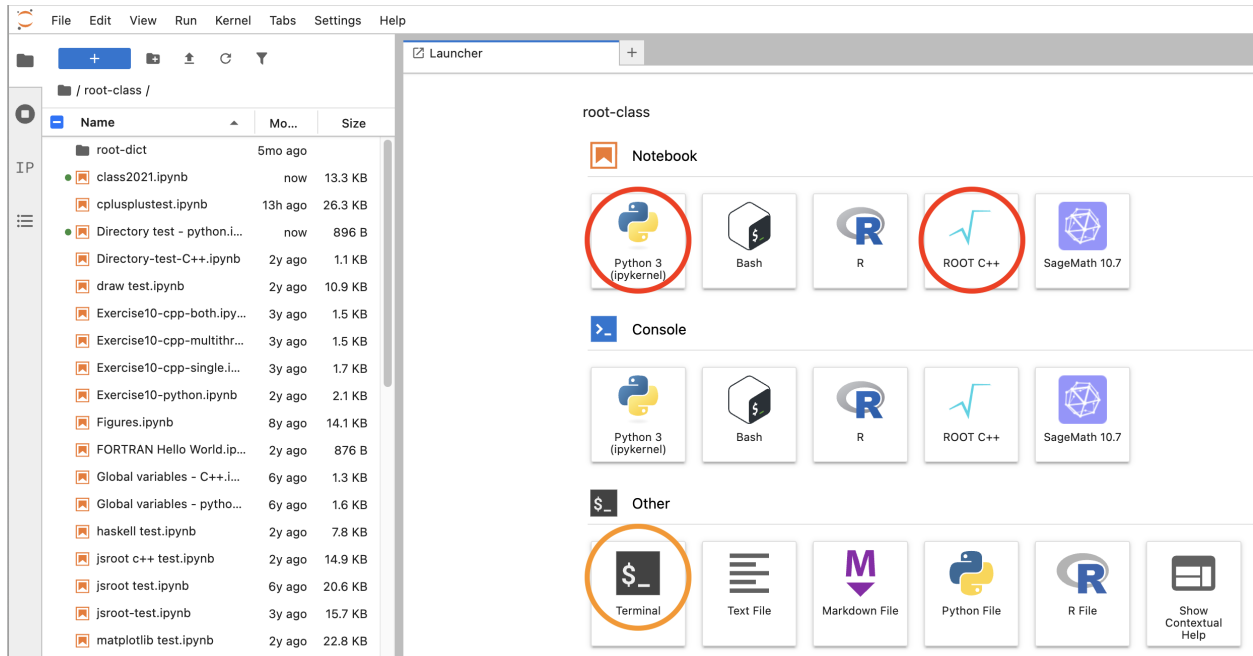 File Edit View Run Kernel Tabs Settings Help
+
Launcher
+
/ root-class /
Name Mo... Size
root-dict 5mo ago
class2021.ipynb now 13.3 KB
cplusplustest.ipynb 13h ago 26.3 KB
Directory test - python.i... now 896 B
Directory-test-C++.ipynb 2y ago 1.1 KB
draw test.ipynb 2y ago 10.9 KB
Exercise10-cpp-both.ipy... 3y ago 1.5 KB
Exercise10-cpp-multithr... 3y ago 1.5 KB
Exercise10-cpp-single.i... 3y ago 1.7 KB
Exercise10-python.ipynb 2y ago 2.1 KB
Figures.ipynb 8y ago 14.1 KB
FORTRAN Hello World.ip... 2y ago 876 B
Global variables - C++.i... 6y ago 1.3 KB
Global variables - pytho... 6y ago 1.6 KB
haskell test.ipynb 2y ago 7.8 KB
jsroot c++ test.ipynb 2y ago 14.9 KB
jsroot test.ipynb 6y ago 20.6 KB
jsroot-test.ipynb 3y ago 15.7 KB
matplotlib test.ipynb 2y ago 22.8 KB
IP
root-class
Notebook
Python 3
(ipykernel)
$_
Bash
R
R
ROOT C++
SageMath 10.7
>_
Console
Python 3
(ipykernel)
$_
Bash
R
R
ROOT C++
SageMath 10.7
$_
Other
$_
Terminal
Text File
M
Markdown File
Python File
R
R File
Show
Contextual
Help